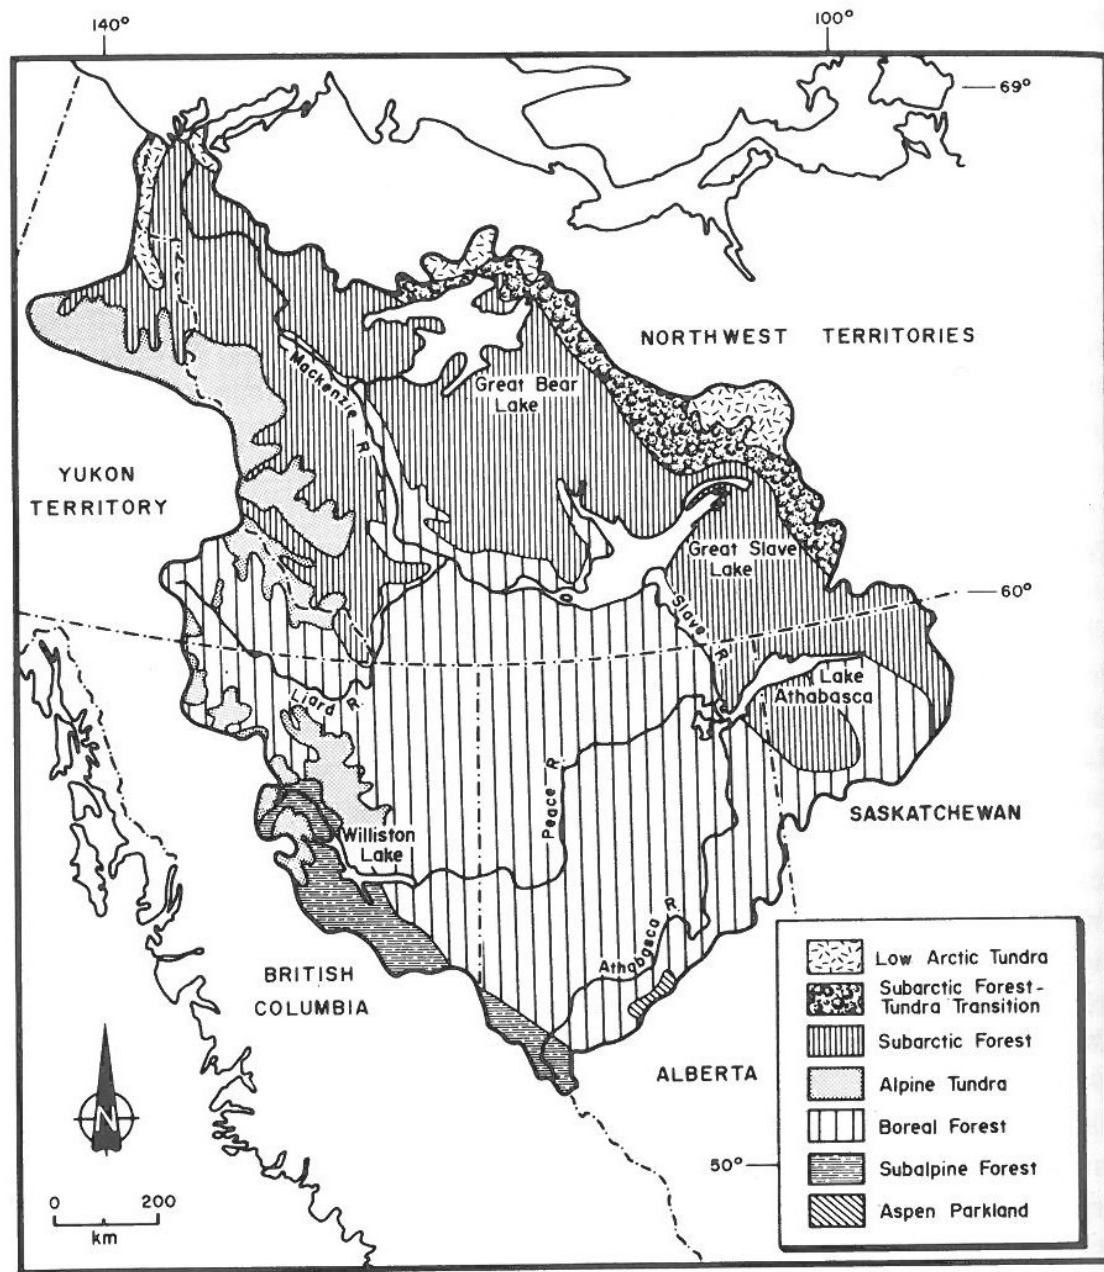 140°
100°
69°
NORTHWEST TERRITORIES
Mackenzie R.
Great Bear
Lake
YUKON
TERRITORY
Great Slave
Lake
Slave R.
60°
Lake
Athabasca
Liard R.
Peace R.
Williston
Lake
SASKATCHEWAN
Athabasca R.
BRITISH
COLUMBIA
ALBERTA
50°
N
0 200
km
Low Arctic Tundra
Subarctic Forest-
Tundra Transition
Subarctic Forest
Alpine Tundra
Boreal Forest
Subalpine Forest
Aspen Parkland